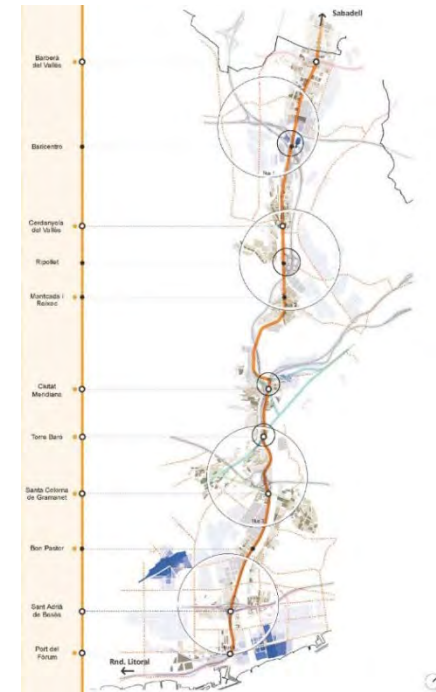 Sabadell
Barberà
del Vallès
Baricentro
Cerdanyola
del Vallès
Ripollet
Montcada i
Reixac
Ciutat
Meridiana
Torre Baró
Santa Coloma
de Gramanet
Bon Pastor
Sant Adrià
de Besòs
Port del
Fòrum
Rnd. Litoral